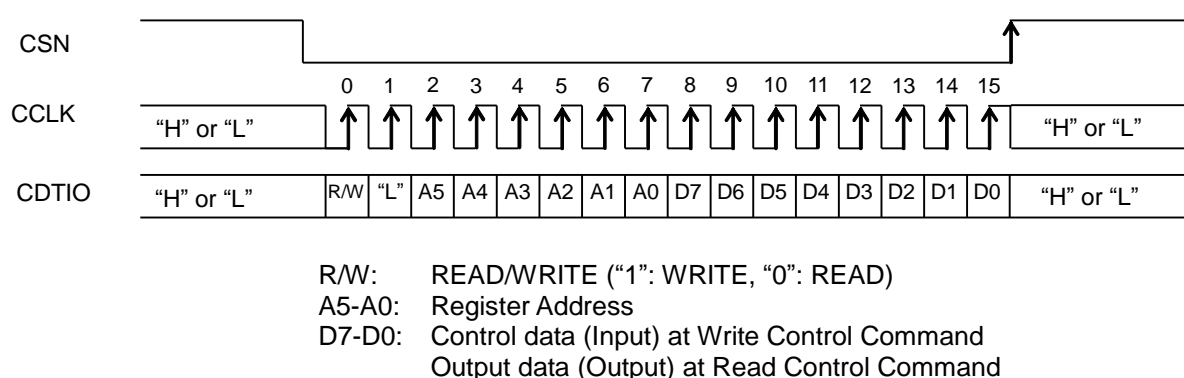 CSN
0 1 2 3 4 5 6 7 8 9 10 11 12 13 14 15
CCLK "H" or "L" "H" or "L"
CDTIO "H" or "L" R/W "L" A5 A4 A3 A2 A1 A0 D7 D6 D5 D4 D3 D2 D1 D0 "H" or "L"
R/W: READ/WRITE ("1": WRITE, "0": READ)
A5-A0: Register Address
D7-D0: Control data (Input) at Write Control Command
Output data (Output) at Read Control Command